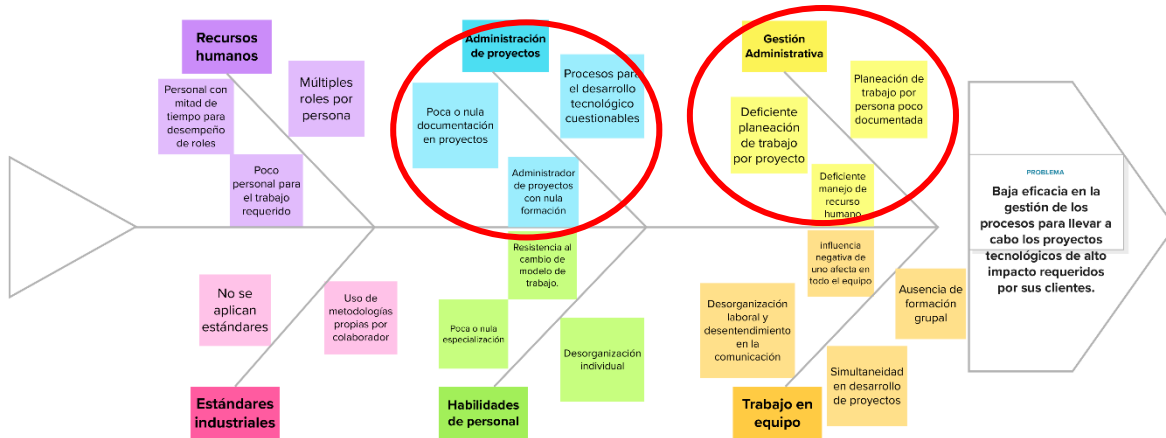 Recursos
humanos
Personal con
mitad de
tiempo para
desempeño
de roles
Múltiples
roles por
persona
Poco
personal para
el trabajo
requerido
Administración
de proyectos
Poca o nula
documentación
en proyectos
Procesos para
el desarrollo
tecnológico
cuestionables
Administrador
de proyectos
con nula
formación
Gestión
Administrativa
Deficiente
planeación
de trabajo
por proyecto
Planeación de
trabajo por
persona poco
documentada
Deficiente
manejo de
recurso
humano
PROBLEMA
Baja eficacia en la
gestión de los
procesos para llevar a
cabo los proyectos
tecnológicos de alto
impacto requeridos
por sus clientes.
No se
aplican
estándares
Uso de
metodologías
propias por
colaborador
Estándares
industriales
Resistencia al
cambio de
modelo de
trabajo.
Poca o nula
especialización
Desorganización
individual
Habilidades
de personal
influencia
negativa de
uno afecta en
todo el equipo
Desorganización
laboral y
desentendimiento
en la
comunicación
Ausencia de
formación
grupal
Simultaneidad
en desarrollo
de proyectos
Trabajo en
equipo